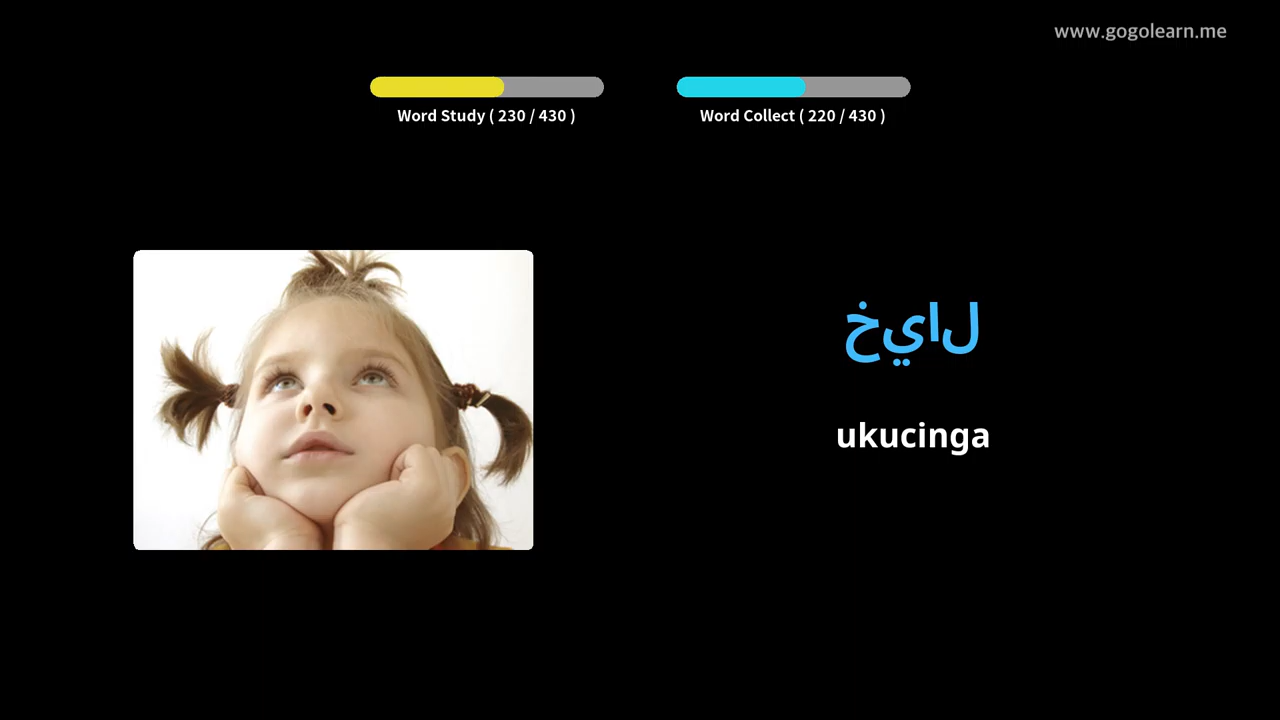 www.gogolearn.me
Word Study ( 230 / 430 )
Word Collect ( 220 / 430 )
خيال
ukucinga